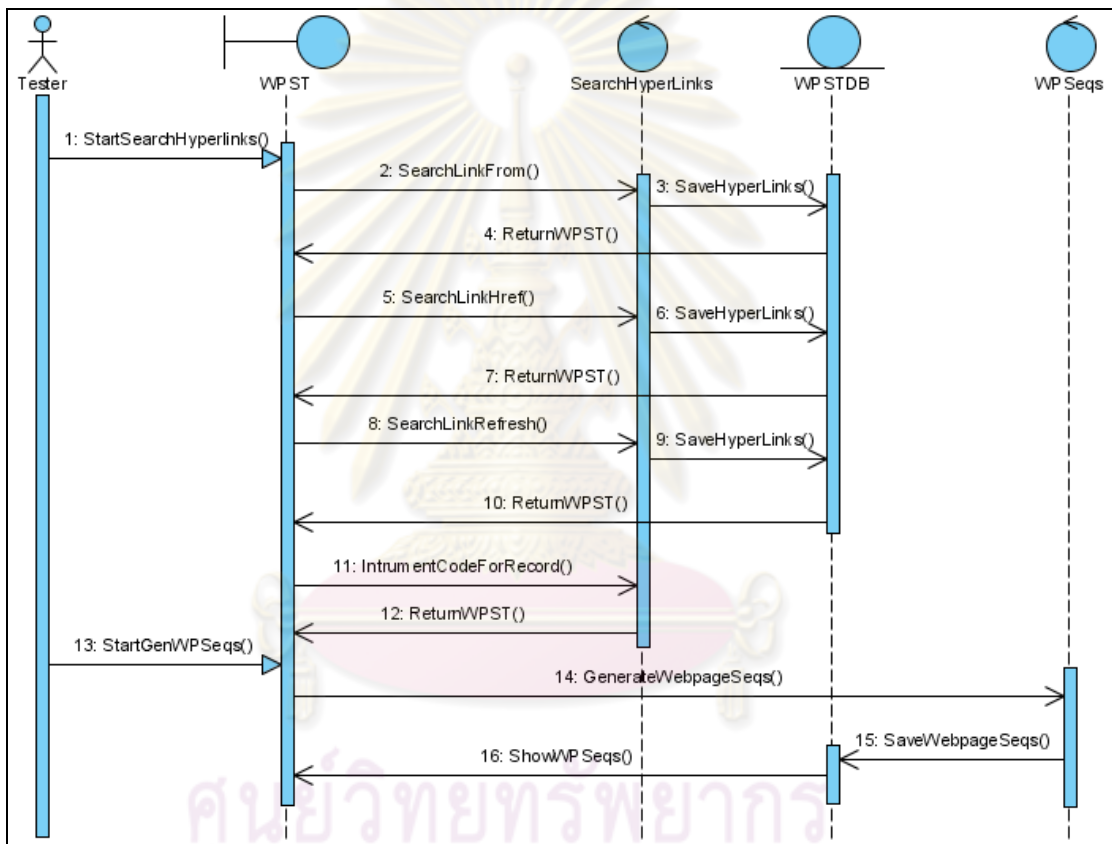 Tester
WPST
SearchHyperLinks
WPSTDB
WPSeqs
1: StartSearchHyperlinks()
2: SearchLinkFrom()
3: SaveHyperLinks()
4: ReturnWPST()
5: SearchLinkHref()
6: SaveHyperLinks()
7: ReturnWPST()
8: SearchLinkRefresh()
9: SaveHyperLinks()
10: ReturnWPST()
11: IntrumentCodeForRecord()
12: ReturnWPST()
13: StartGenWPSeqs()
14: GenerateWebpageSeqs()
15: SaveWebpageSeqs()
16: ShowWPSeqs()
ศูนย์วิทยทรัพยากร